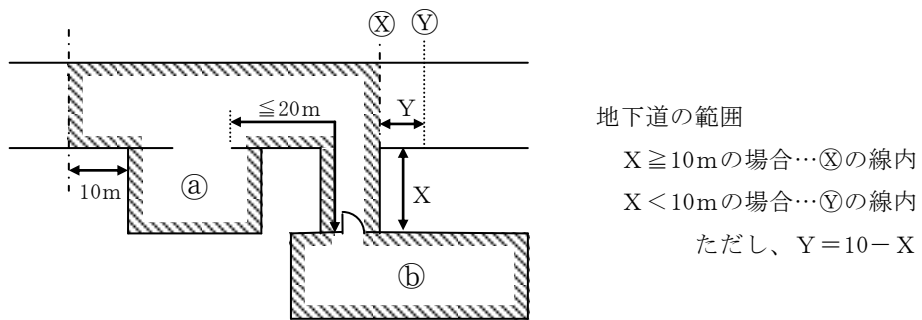 Ⓧ Ⓨ
≦20m
Y
10m
ⓐ
X
ⓑ
地下道の範囲
X≧10mの場合…Ⓧの線内
X<10mの場合…Ⓨの線内
ただし、Y=10-X